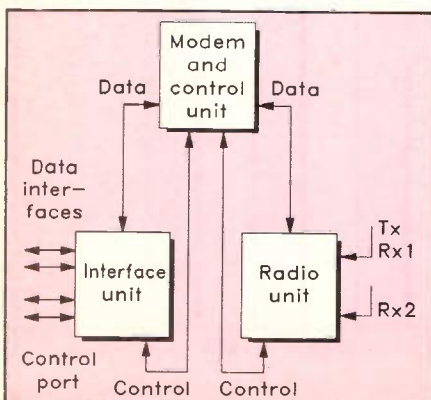 Modem
and
control
unit
Data
Data
Data
inter-
faces
Interface
unit
Radio
unit
Tx
Rx1
Rx2
Control
port
Control
Control